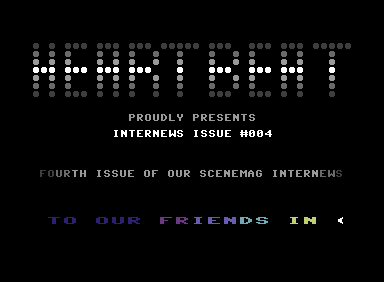 HEARTBEAT
PROUDLY PRESENTS
INTERNEWS ISSUE #004
FOURTH ISSUE OF OUR SCENEMAG INTERNEWS
TO OUR FRIENDS IN